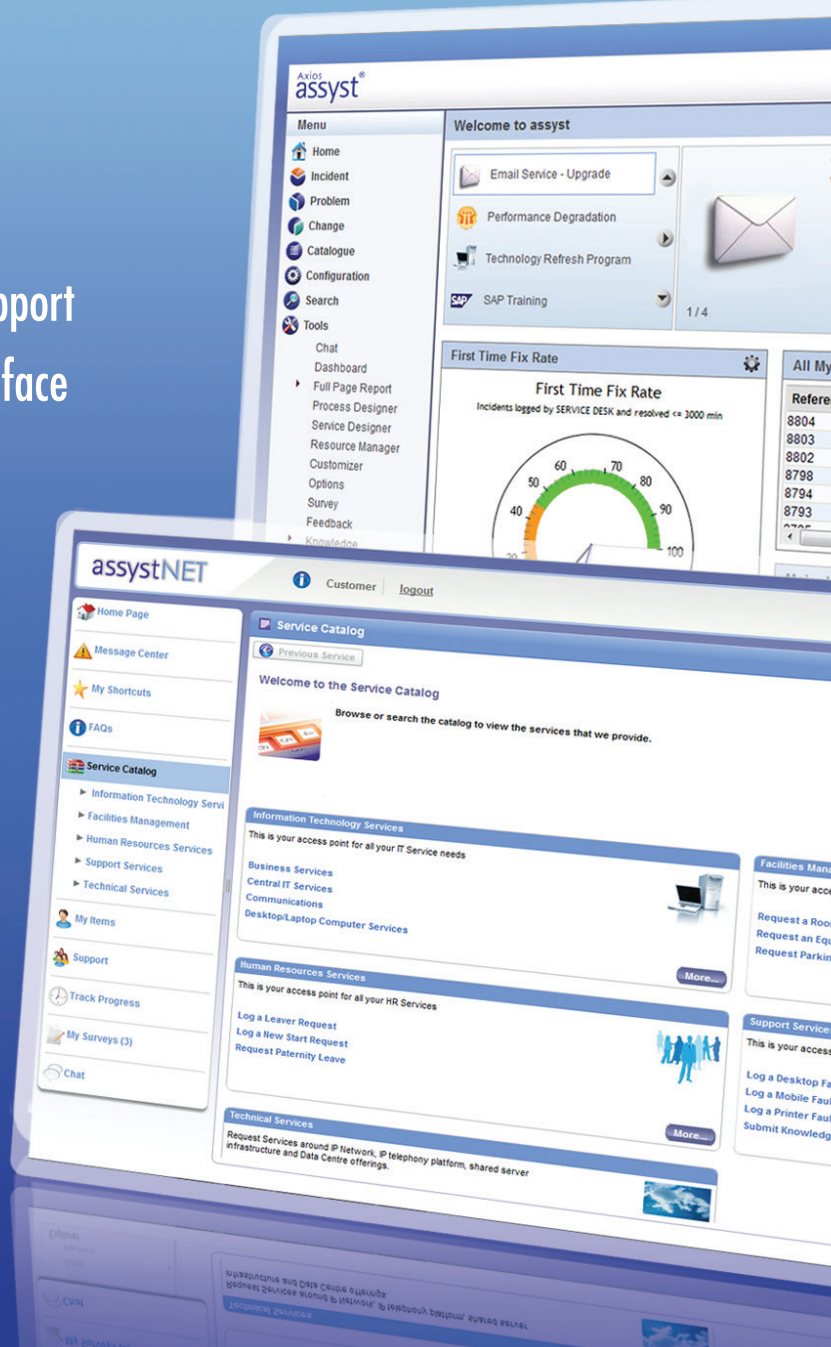 Axios
assyst®
Menu
Home
Incident
Problem
Change
Catalogue
Configuration
Search
Tools
Chat
Dashboard
Full Page Report
Process Designer
Service Designer
Resource Manager
Customizer
Options
Survey
Feedback
Knowledge
Welcome to assyst
Email Service - Upgrade
Performance Degradation
Technology Refresh Program
SAP SAP Training
1/4
First Time Fix Rate
First Time Fix Rate
Incidents logged by SERVICE DESK and resolved <= 3000 min
20
40
50
60
70
80
90
100
All My
Refere
8804
8803
8802
8798
8794
8793
pport
face
assystNET
Customer
logout
Home Page
Message Center
My Shortcuts
FAQs
Service Catalog
Information Technology Servi
Facilities Management
Human Resources Services
Support Services
Technical Services
My Items
Support
Track Progress
My Surveys (3)
Chat
Service Catalog
Previous Service
Welcome to the Service Catalog
Browse or search the catalog to view the services that we provide.
Information Technology Services
This is your access point for all your IT Service needs
Business Services
Central IT Services
Communications
Desktop/Laptop Computer Services
More...
Human Resources Services
This is your access point for all your HR Services
Log a Leaver Request
Log a New Start Request
Request Paternity Leave
More...
Technical Services
Request Services around IP Network, IP telephony platform, shared server
infrastructure and Data Centre offerings.
Facilities Mana
This is your acce
Request a Roo
Request an Equ
Request Parkin
Support Services
This is your access
Log a Desktop Fa
Log a Mobile Faul
Log a Printer Faul
Submit Knowledg